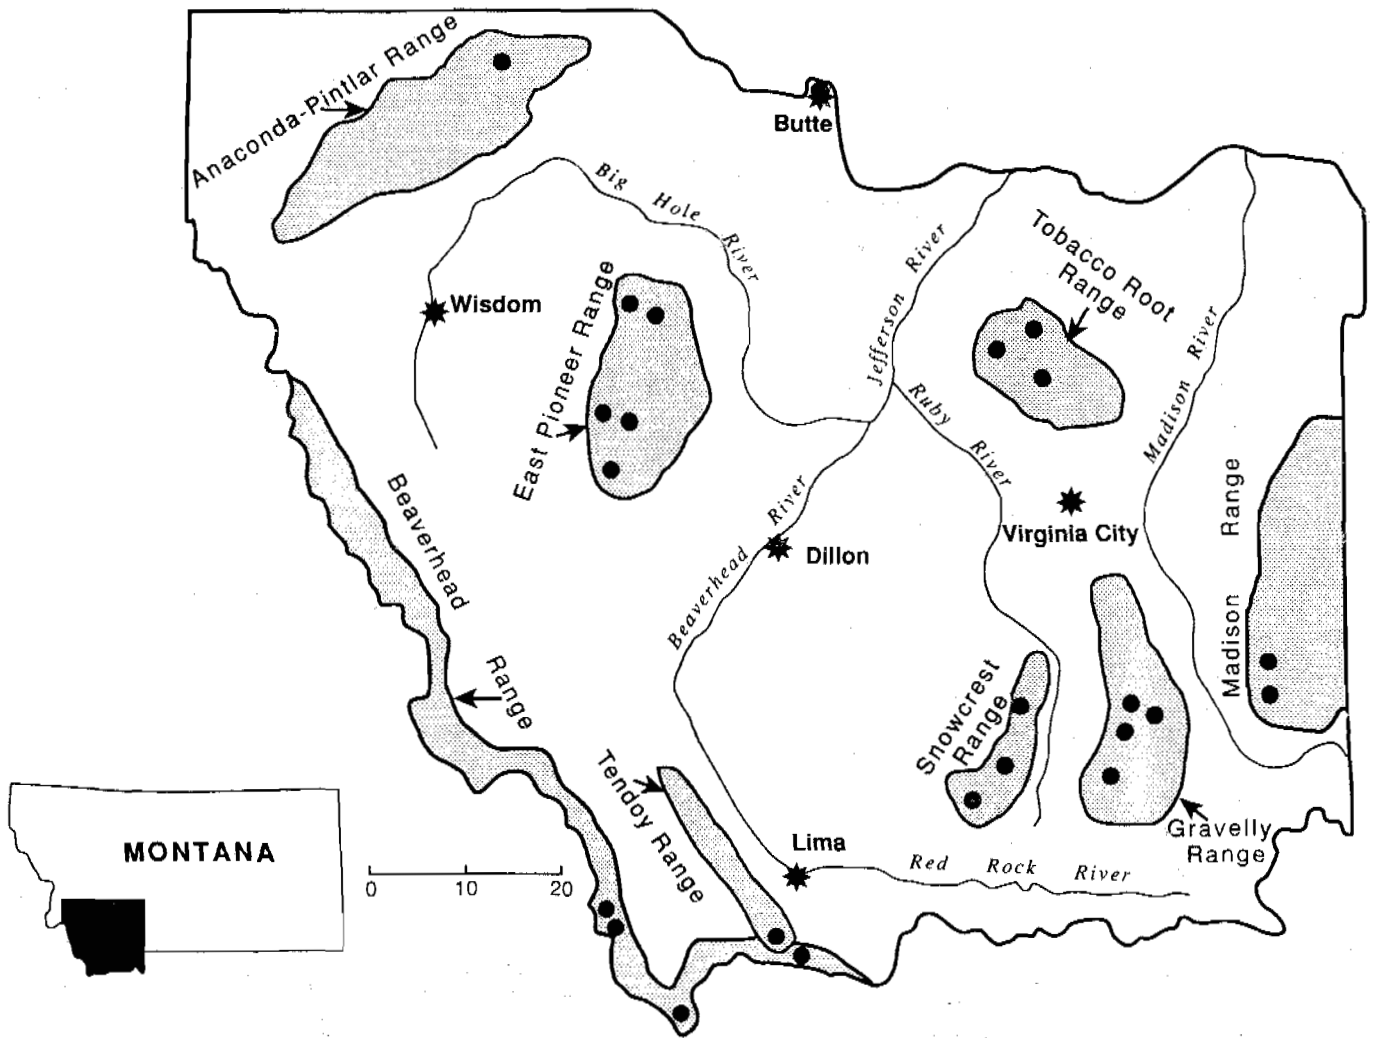 Anaconda-Pintlar Range
Butte
Big Hole River
Wisdom
East Pioneer Range
Jefferson River
Tobacco Root
Range
Madison River
Ruby River
Beaverhead Range
Beaverhead River
Dillon
Virginia City
Madison Range
Snowcrest
Range
Tendoy Range
Gravelly
Range
Lima
Red Rock River
MONTANA
0 10 20